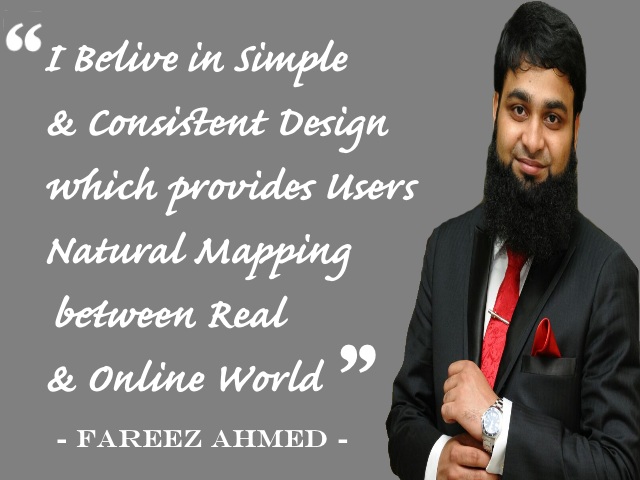 “ I Belive in Simple
& Consistent Design
which provides Users
Natural Mapping
between Real
& Online World ”
- FAREEZ AHMED -